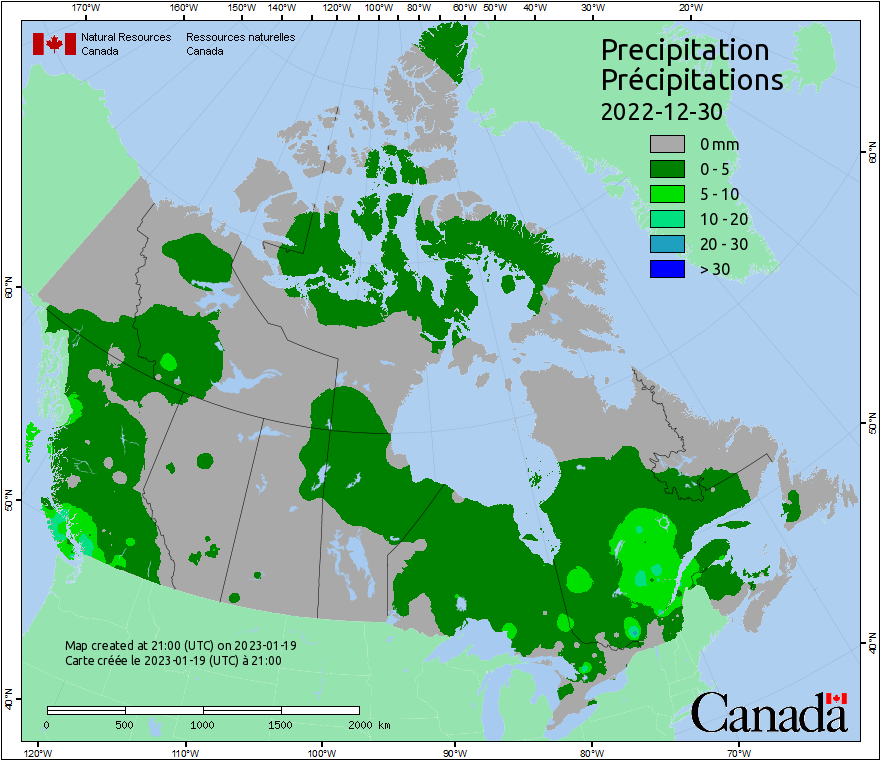 170°W 160°W 150°W 140°W 120°W 100°W 80°W 60°W 50°W 40°W 30°W 20°W
Natural Resources Ressources naturelles
Canada Canada
Precipitation
Précipitations
2022-12-30
0 mm
0 - 5
5 - 10
10 - 20
20 - 30
> 30
60°N
60°N
50°N
50°N
40°N
40°N
Map created at 21:00 (UTC) on 2023-01-19
Carte créée le 2023-01-19 (UTC) à 21:00
0 500 1000 1500 2000 km
Canada
120°W 110°W 100°W 90°W 80°W 70°W